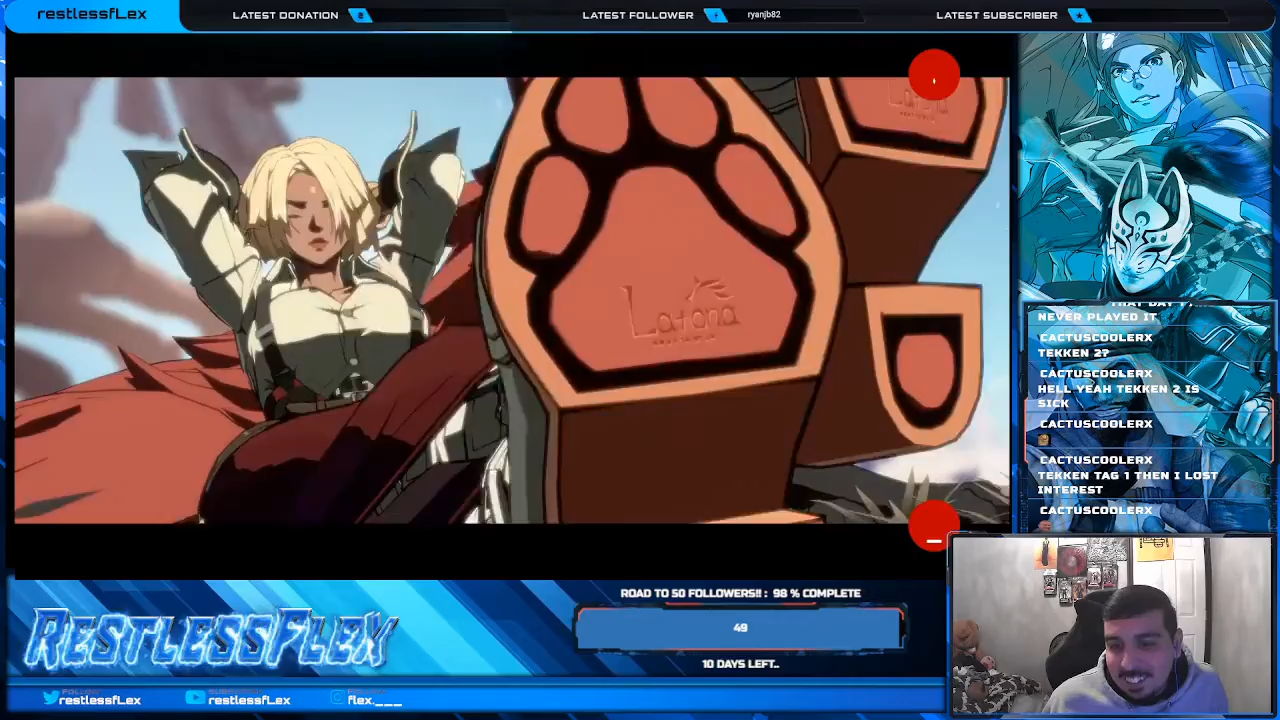 restlessfLex
LATEST DONATION
LATEST FOLLOWER
ryanjb82
LATEST SUBSCRIBER
Latona
THAT DAY I
NEVER PLAYED IT
CACTUSCOOLERX
TEKKEN 2?
CACTUSCOOLERX
HELL YEAH TEKKEN 2 IS
SICK
CACTUSCOOLERX
CACTUSCOOLERX
TEKKEN TAG 1 THEN I LOST
INTEREST
CACTUSCOOLERX
RESTLESSFLEX
ROAD TO 50 FOLLOWERS!! : 98 % COMPLETE
49
10 DAYS LEFT..
restlessfLex
restlessfLex
flex.___